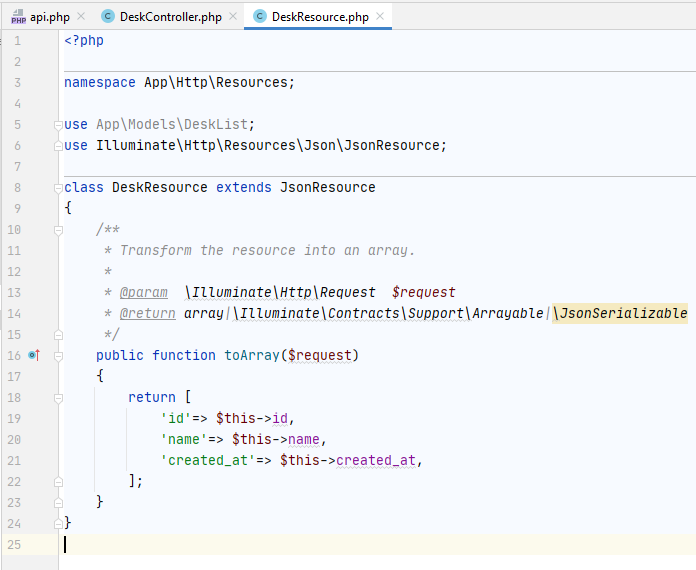 api.php DeskController.php DeskResource.php
1 <?php
2
3 namespace App\Http\Resources;
4
5 use App\Models\DeskList;
6 use Illuminate\Http\Resources\Json\JsonResource;
7
8 class DeskResource extends JsonResource
9 {
10     /**
11      * Transform the resource into an array.
12      *
13      * @param  \Illuminate\Http\Request  $request
14      * @return array|\Illuminate\Contracts\Support\Arrayable|\JsonSerializable
15      */
16     public function toArray($request)
17     {
18         return [
19             'id'=> $this->id,
20             'name'=> $this->name,
21             'created_at'=> $this->created_at,
22         ];
23     }
24 }
25